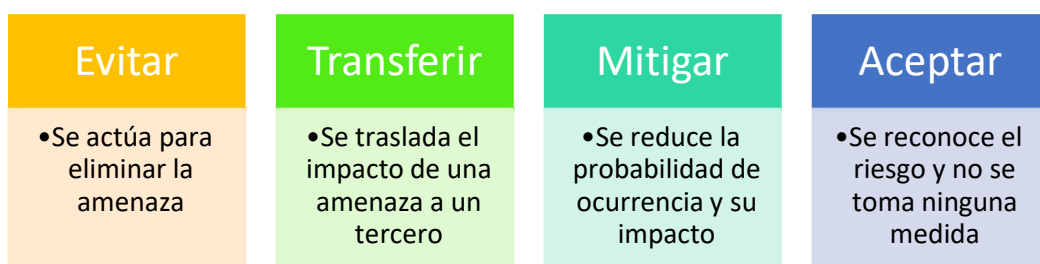 Evitar
•Se actúa para
eliminar la
amenaza
Transferir
•Se traslada el
impacto de una
amenaza a un
tercero
Mitigar
•Se reduce la
probabilidad de
ocurrencia y su
impacto
Aceptar
•Se reconoce el
riesgo y no se
toma ninguna
medida